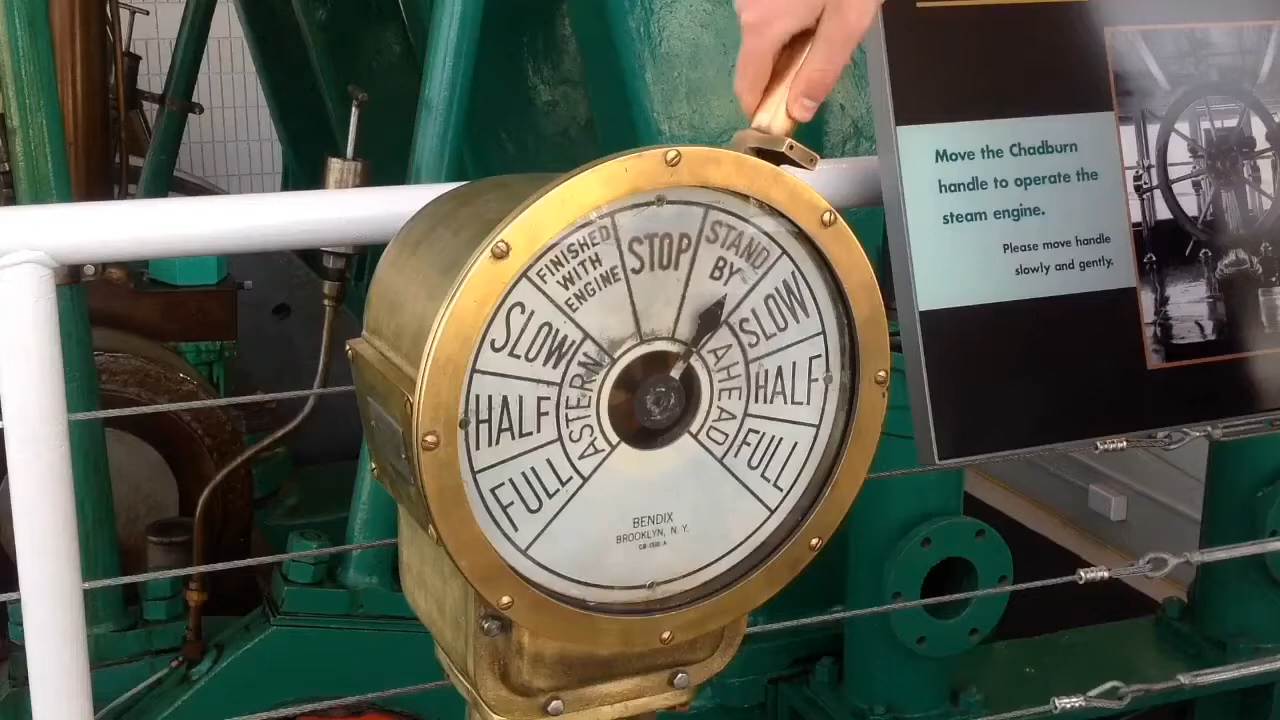 FINISHED
WITH
ENGINE
STOP
STAND
BY
SLOW
HALF
FULL
ASTERN
SLOW
HALF
FULL
AHEAD
BENDIX
BROOKLYN, N. Y.
Move the Chadburn
handle to operate the
steam engine.
Please move handle
slowly and gently.